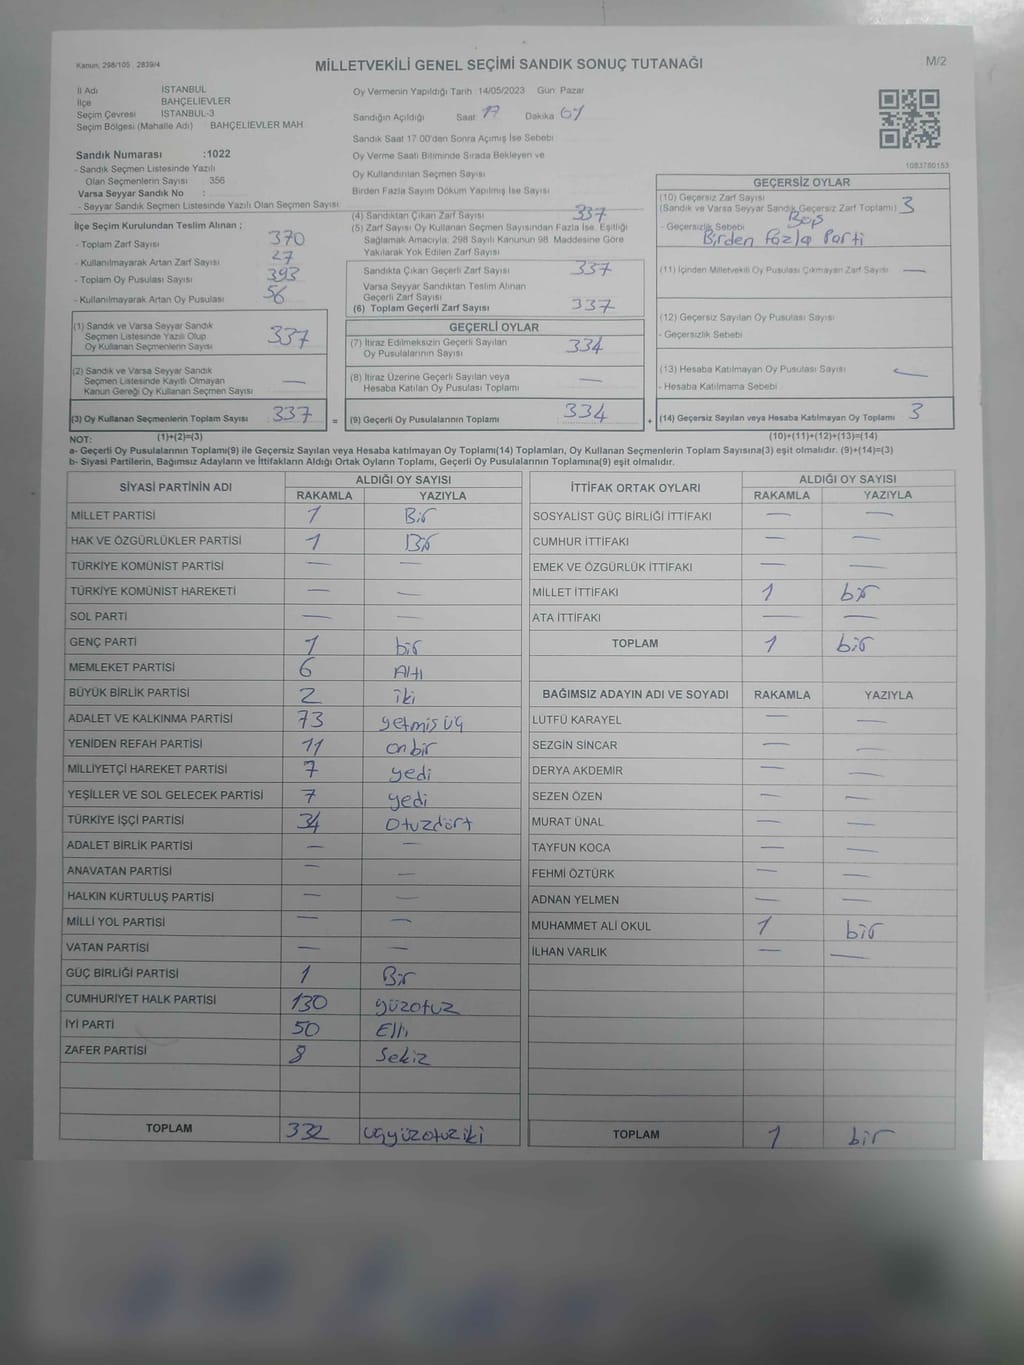 Kanun: 298/105 2839/4
MİLLETVEKİLİ GENEL SEÇİMİ SANDIK SONUÇ TUTANAĞI
M/2
İl Adı İSTANBUL
İlçe BAHÇELİEVLER
Seçim Çevresi İSTANBUL-3
Seçim Bölgesi (Mahalle Adı) BAHÇELİEVLER MAH.
Oy Vermenin Yapıldığı Tarih :14/05/2023 Gün: Pazar
Sandığın Açıldığı Saat 17 Dakika
Sandık Saat 17:00'den Sonra Açılmış İse Sebebi
Oy Verme Saati Bitiminde Sırada Bekleyen ve
Oy Kullandırılan Seçmen Sayısı
Birden Fazla Sayım Döküm Yapılmış İse Sayısı
1083780153
Sandık Numarası :1022
- Sandık Seçmen Listesinde Yazılı
Olan Seçmenlerin Sayısı : 356
Varsa Seyyar Sandık No :
- Seyyar Sandık Seçmen Listesinde Yazılı Olan Seçmen Sayısı:
İlçe Seçim Kurulundan Teslim Alınan ;
- Toplam Zarf Sayısı 370
- Kullanılmayarak Artan Zarf Sayısı 27
- Toplam Oy Pusulası Sayısı 393
- Kullanılmayarak Artan Oy Pusulası 56
(1) Sandık ve Varsa Seyyar Sandık
Seçmen Listesinde Yazılı Olup
Oy Kullanan Seçmenlerin Sayısı 337
(2) Sandık ve Varsa Seyyar Sandık
Seçmen Listesinde Kayıtlı Olmayan
Kanun Gereği Oy Kullanan Seçmen Sayısı —
(3) Oy Kullanan Seçmenlerin Toplam Sayısı 337
(4) Sandıktan Çıkan Zarf Sayısı 337
(5) Zarf Sayısı Oy Kullanan Seçmen Sayısından Fazla İse, Eşitliği
Sağlamak Amacıyla; 298 Sayılı Kanunun 98. Maddesine Göre
Yakılarak Yok Edilen Zarf Sayısı
Sandıkta Çıkan Geçerli Zarf Sayısı 337
Varsa Seyyar Sandıktan Teslim Alınan
Geçerli Zarf Sayısı
(6) Toplam Geçerli Zarf Sayısı 337
GEÇERLİ OYLAR
(7) İtiraz Edilmeksizin Geçerli Sayılan
Oy Pusulalarının Sayısı 334
(8) İtiraz Üzerine Geçerli Sayılan veya
Hesaba Katılan Oy Pusulası Toplamı —
= (9) Geçerli Oy Pusulalarının Toplamı 334
GEÇERSİZ OYLAR
(10) Geçersiz Zarf Sayısı
(Sandık ve Varsa Seyyar Sandık Geçersiz Zarf Toplamı) 3
- Geçersizlik Sebebi Boş
Birden Fazla Parti
(11) İçinden Milletvekili Oy Pusulası Çıkmayan Zarf Sayısı —
(12) Geçersiz Sayılan Oy Pusulası Sayısı
- Geçersizlik Sebebi
(13) Hesaba Katılmayan Oy Pusulası Sayısı —
- Hesaba Katılmama Sebebi
+ (14) Geçersiz Sayılan veya Hesaba Katılmayan Oy Toplamı 3
NOT: (1)+(2)=(3) (10)+(11)+(12)+(13)=(14)
a- Geçerli Oy Pusulalarının Toplamı(9) ile Geçersiz Sayılan veya Hesaba katılmayan Oy Toplamı(14) Toplamları, Oy Kullanan Seçmenlerin Toplam Sayısına(3) eşit olmalıdır. (9)+(14)=(3)
b- Siyasi Partilerin, Bağımsız Adayların ve İttifakların Aldığı Ortak Oyların Toplamı, Geçerli Oy Pusulalarının Toplamına(9) eşit olmalıdır.
SİYASİ PARTİNİN ADI ALDIĞI OY SAYISI
RAKAMLA YAZIYLA
MİLLET PARTİSİ 1 Bir
HAK VE ÖZGÜRLÜKLER PARTİSİ 1 Bir
TÜRKİYE KOMÜNİST PARTİSİ — —
TÜRKİYE KOMÜNİST HAREKETİ — —
SOL PARTİ — —
GENÇ PARTİ 1 bir
MEMLEKET PARTİSİ 6 Altı
BÜYÜK BİRLİK PARTİSİ 2 iki
ADALET VE KALKINMA PARTİSİ 73 yetmiş üç
YENİDEN REFAH PARTİSİ 11 onbir
MİLLİYETÇİ HAREKET PARTİSİ 7 yedi
YEŞİLLER VE SOL GELECEK PARTİSİ 7 yedi
TÜRKİYE İŞÇİ PARTİSİ 34 Otuzdört
ADALET BİRLİK PARTİSİ — —
ANAVATAN PARTİSİ — —
HALKIN KURTULUŞ PARTİSİ — —
MİLLİ YOL PARTİSİ — —
VATAN PARTİSİ — —
GÜÇ BİRLİĞİ PARTİSİ 1 Bir
CUMHURİYET HALK PARTİSİ 130 yüzotuz
İYİ PARTİ 50 Elli
ZAFER PARTİSİ 8 Sekiz
TOPLAM 332 üçyüzotuziki
İTTİFAK ORTAK OYLARI ALDIĞI OY SAYISI
RAKAMLA YAZIYLA
SOSYALİST GÜÇ BİRLİĞİ İTTİFAKI — —
CUMHUR İTTİFAKI — —
EMEK VE ÖZGÜRLÜK İTTİFAKI — —
MİLLET İTTİFAKI 1 bir
ATA İTTİFAKI — —
TOPLAM 1 bir
BAĞIMSIZ ADAYIN ADI VE SOYADI RAKAMLA YAZIYLA
LÜTFÜ KARAYEL — —
SEZGİN SİNCAR — —
DERYA AKDEMİR — —
SEZEN ÖZEN — —
MURAT ÜNAL — —
TAYFUN KOCA — —
FEHMİ ÖZTÜRK — —
ADNAN YELMEN — —
MUHAMMET ALİ OKUL 1 bir
İLHAN VARLIK — —
TOPLAM 1 bir